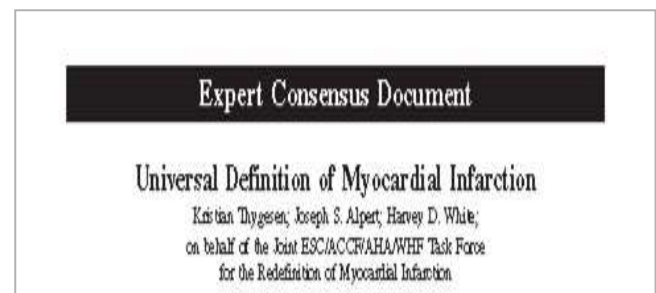 Expert Consensus Document
Universal Definition of Myocardial Infarction
Kristian Thygesen; Joseph S. Alpert; Harvey D. White;
on behalf of the Joint ESC/ACCF/AHA/WHF Task Force
for the Redefinition of Myocardial Infarction